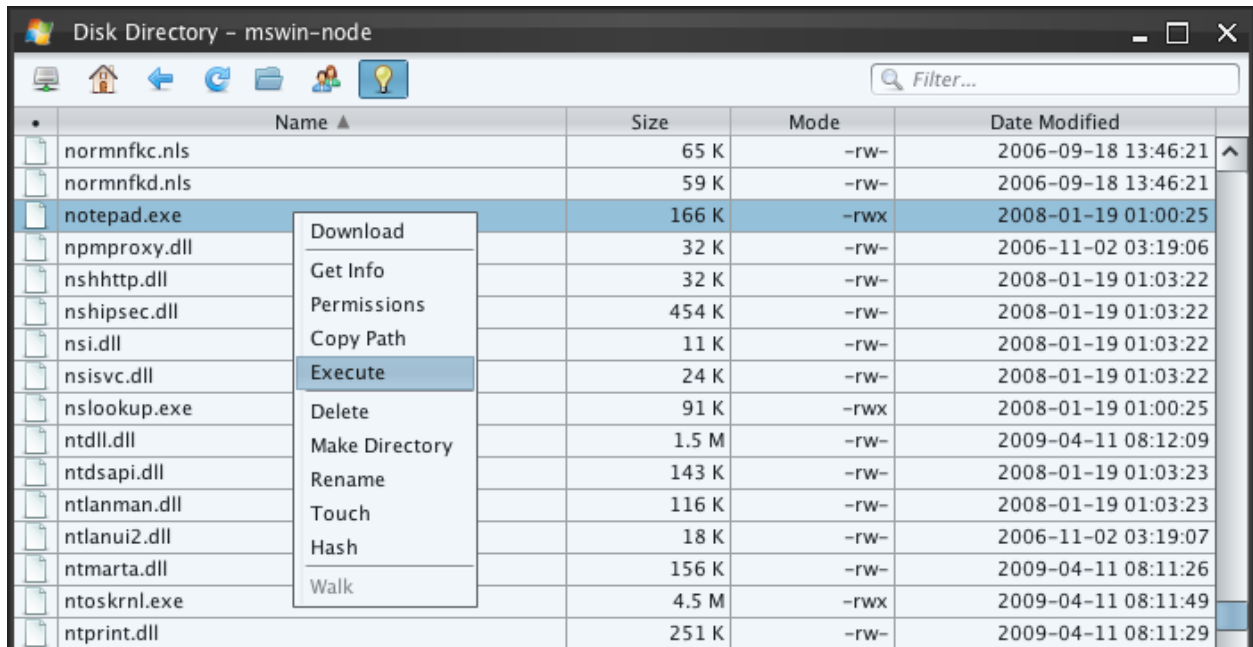 Disk Directory – mswin-node
Filter...
• Name ▲ Size Mode Date Modified
normnfkc.nls 65 K -rw- 2006-09-18 13:46:21
normnfkd.nls 59 K -rw- 2006-09-18 13:46:21
notepad.exe 166 K -rwx 2008-01-19 01:00:25
npmproxy.dll 32 K -rw- 2006-11-02 03:19:06
nshhttp.dll 32 K -rw- 2008-01-19 01:03:22
nshipsec.dll 454 K -rw- 2008-01-19 01:03:22
nsi.dll 11 K -rw- 2008-01-19 01:03:22
nsisvc.dll 24 K -rw- 2008-01-19 01:03:22
nslookup.exe 91 K -rwx 2008-01-19 01:00:25
ntdll.dll 1.5 M -rw- 2009-04-11 08:12:09
ntdsapi.dll 143 K -rw- 2008-01-19 01:03:23
ntlanman.dll 116 K -rw- 2008-01-19 01:03:23
ntlanui2.dll 18 K -rw- 2006-11-02 03:19:07
ntmarta.dll 156 K -rw- 2009-04-11 08:11:26
ntoskrnl.exe 4.5 M -rwx 2009-04-11 08:11:49
ntprint.dll 251 K -rw- 2009-04-11 08:11:29
Download
Get Info
Permissions
Copy Path
Execute
Delete
Make Directory
Rename
Touch
Hash
Walk